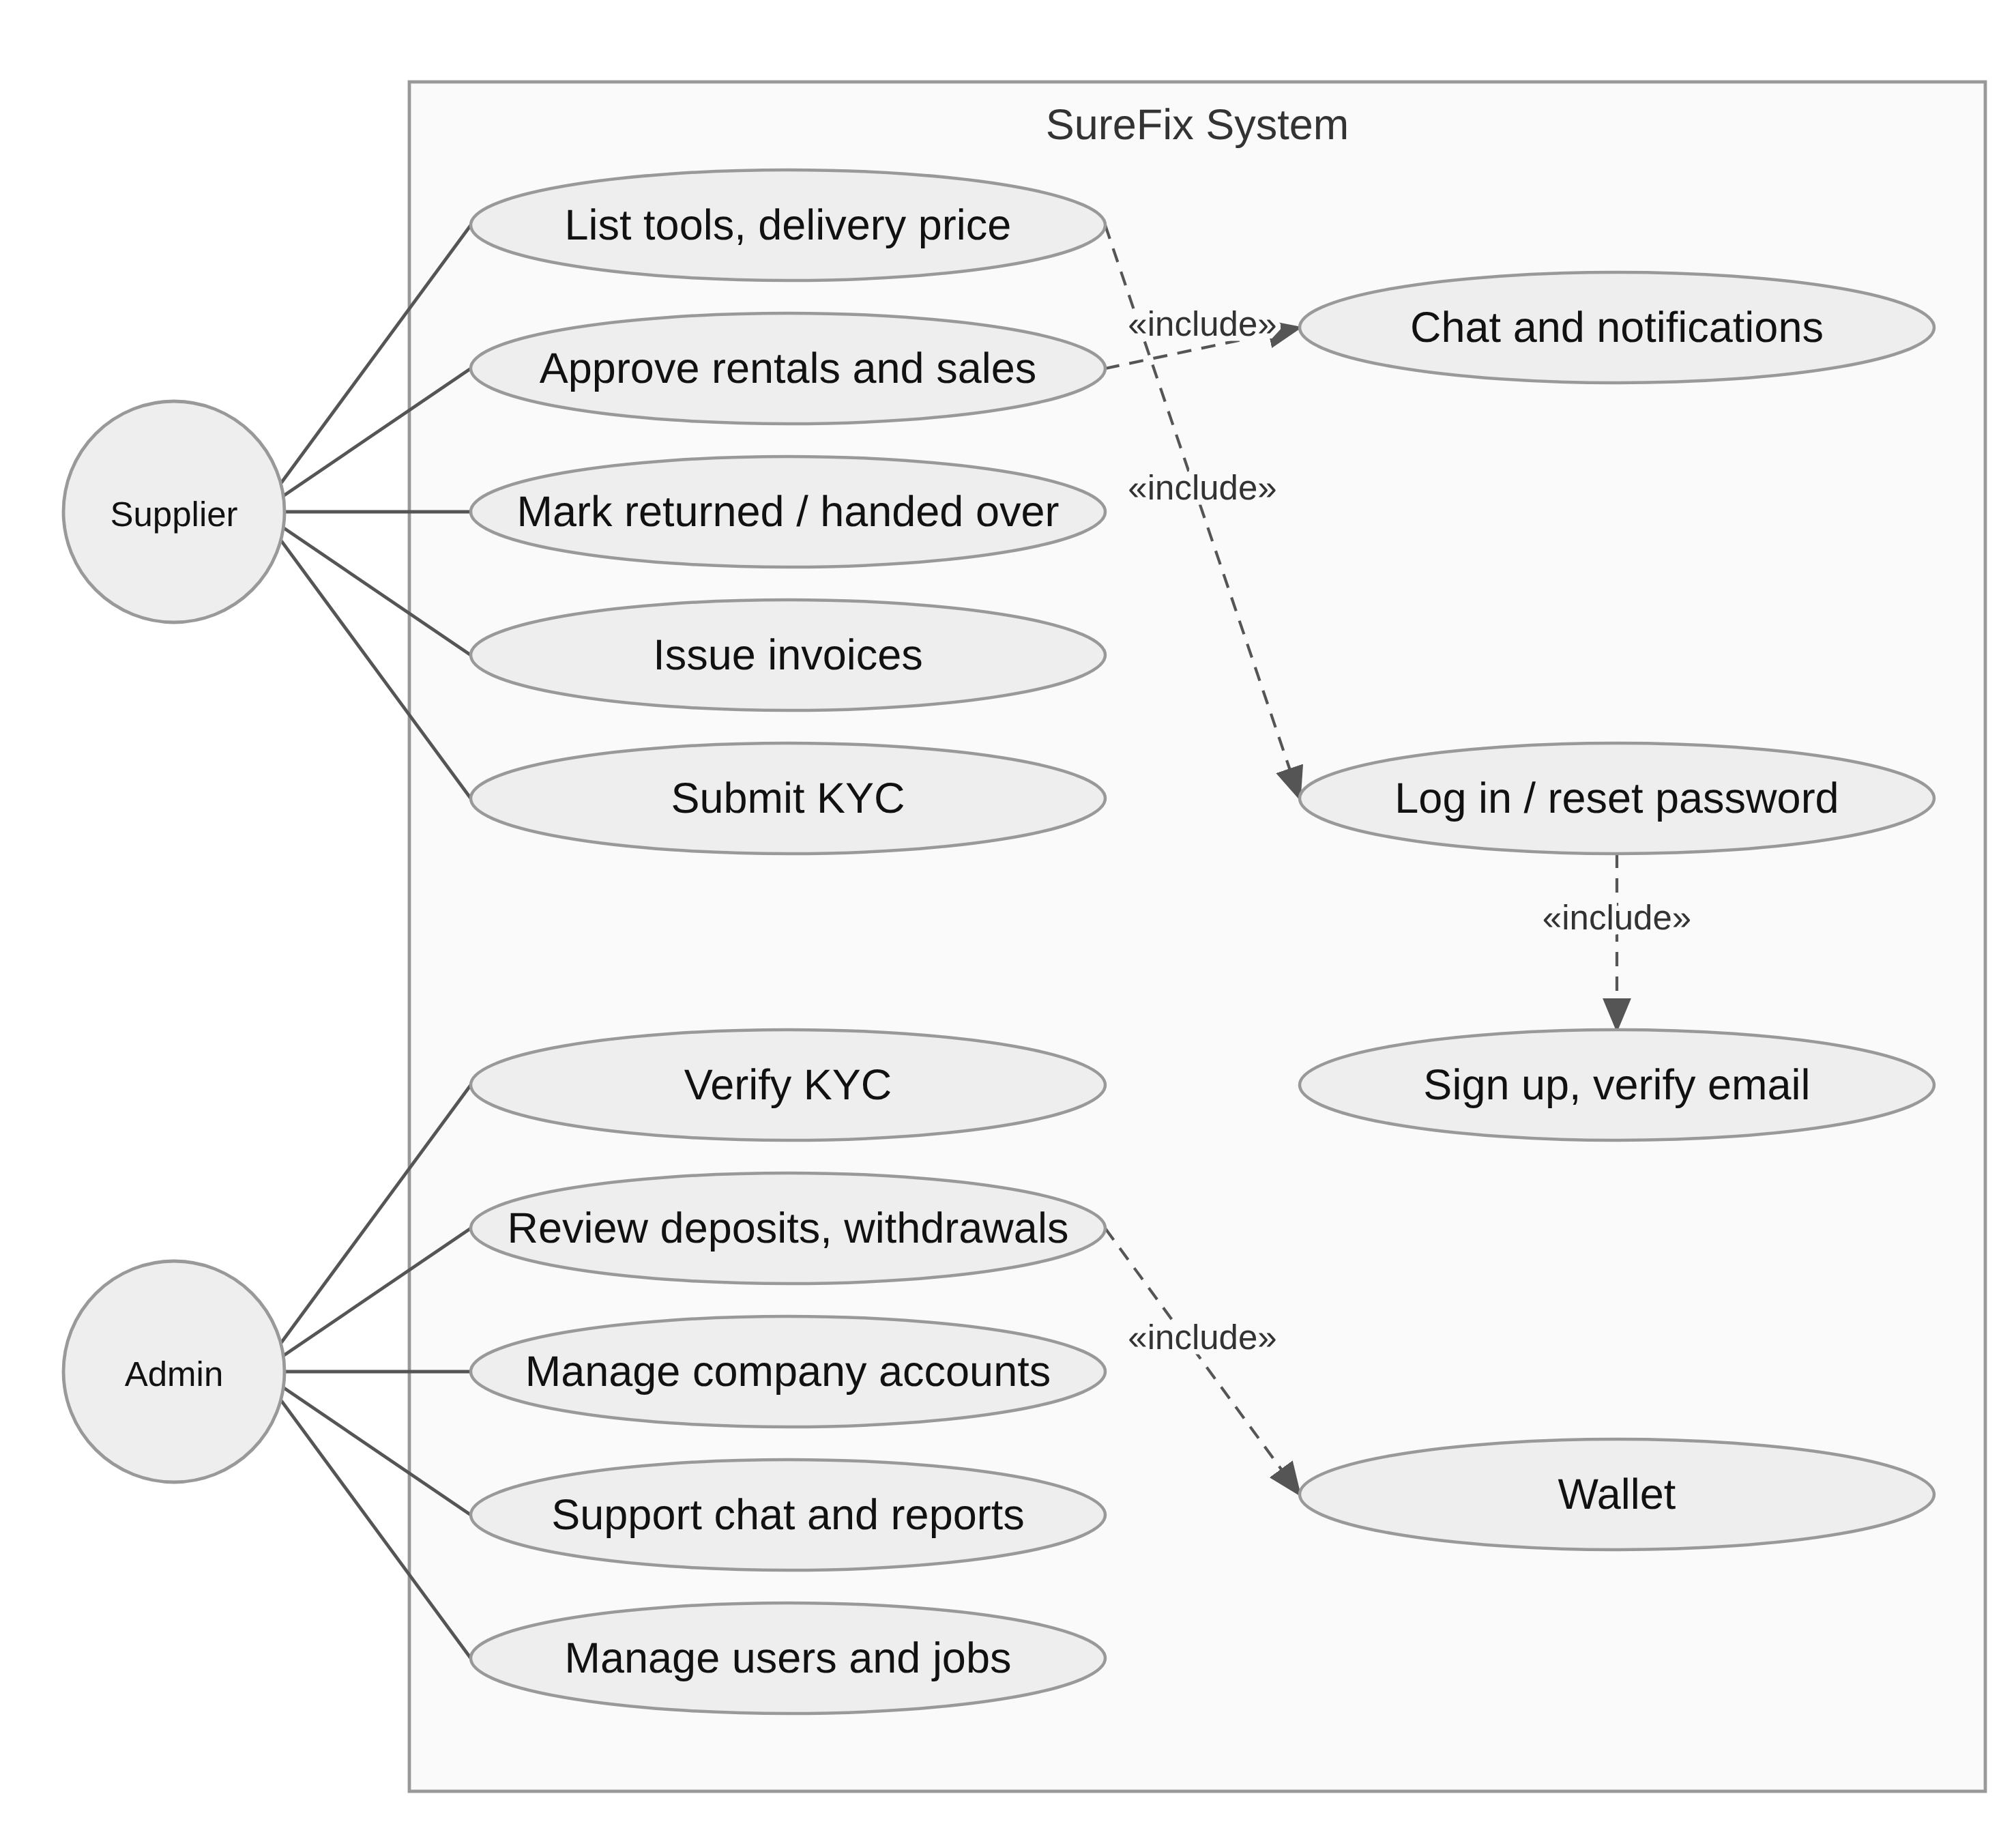 SureFix System
List tools, delivery price
«include»
Chat and notifications
Approve rentals and sales
Supplier
«include»
Mark returned / handed over
Issue invoices
Submit KYC
Log in / reset password
«include»
Verify KYC
Sign up, verify email
Review deposits, withdrawals
«include»
Admin
Manage company accounts
Support chat and reports
Wallet
Manage users and jobs